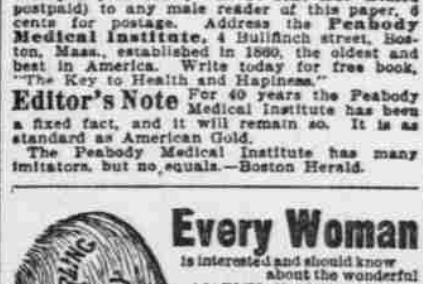 postpaid) to any male reader of this paper, 6
cents for postage. Address the Peabody
Medical Institute, 4 Bullfinch street, Bos-
ton, Mass., established in 1860, the oldest and
best in America. Write today for free book,
"The Key to Health and Hapiness."
Editor's Note For 40 years the Peabody
Medical Institute has been
a fixed fact, and it will remain so. It is as
standard as American Gold.
The Peabody Medical Institute has many
imitators, but no equals.—Boston Herald.
Every Woman
is interested and should know
about the wonderful